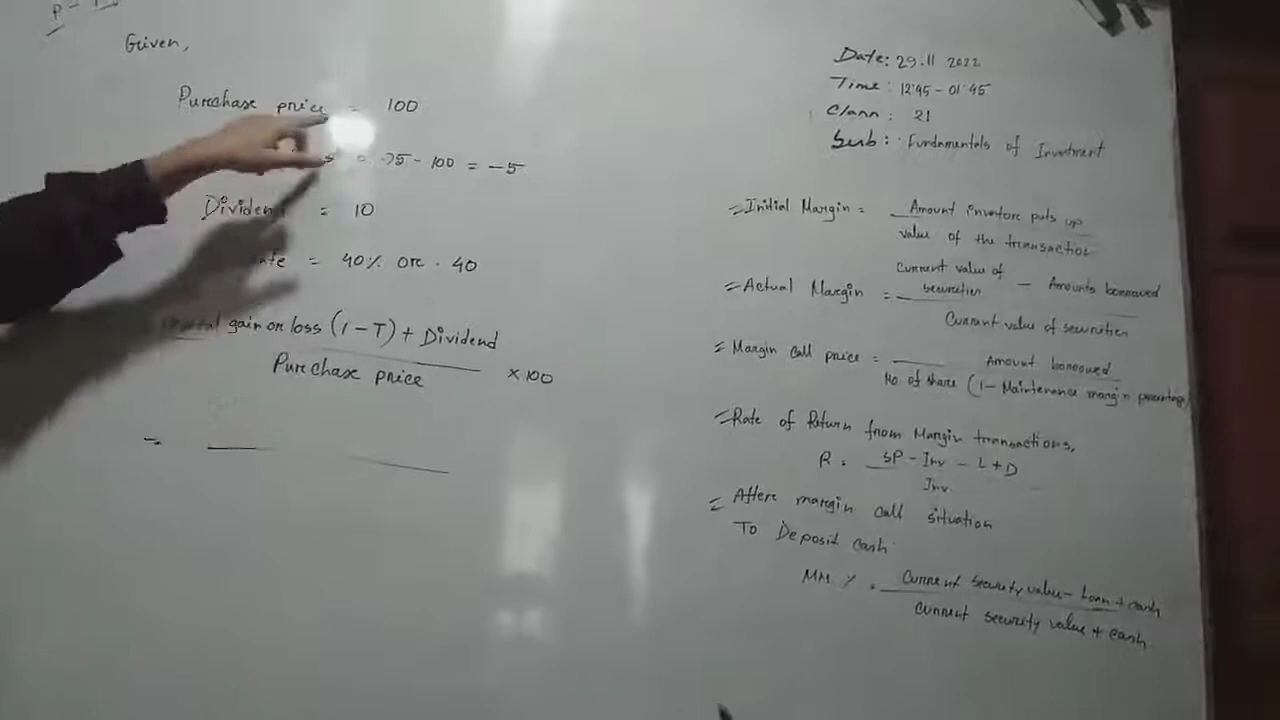 Given,
Purchase price = 100
95 - 100 = -5
Dividend = 10
= 40% or .40
gain or loss (1-T) + Dividend
Purchase price × 100
=
Date: 29.11 2022
Time: 12:45 - 01:45
Class: 21
Sub: Fundamentals of Investment
=Initial Margin = Amount investore puts up
value of the transaction
=Actual Margin = Current value of securities - Amounts borrowed
Current value of securities
= Margin call price = Amount borrowed
No of share (1 - Maintenance margin percentage)
=Rate of Return from Margin transactions,
R = SP - Inv - L + D
Inv.
= After margin call situation
To Deposit cash
MM % = Current Security value - Loan + cash
Current security value + cash